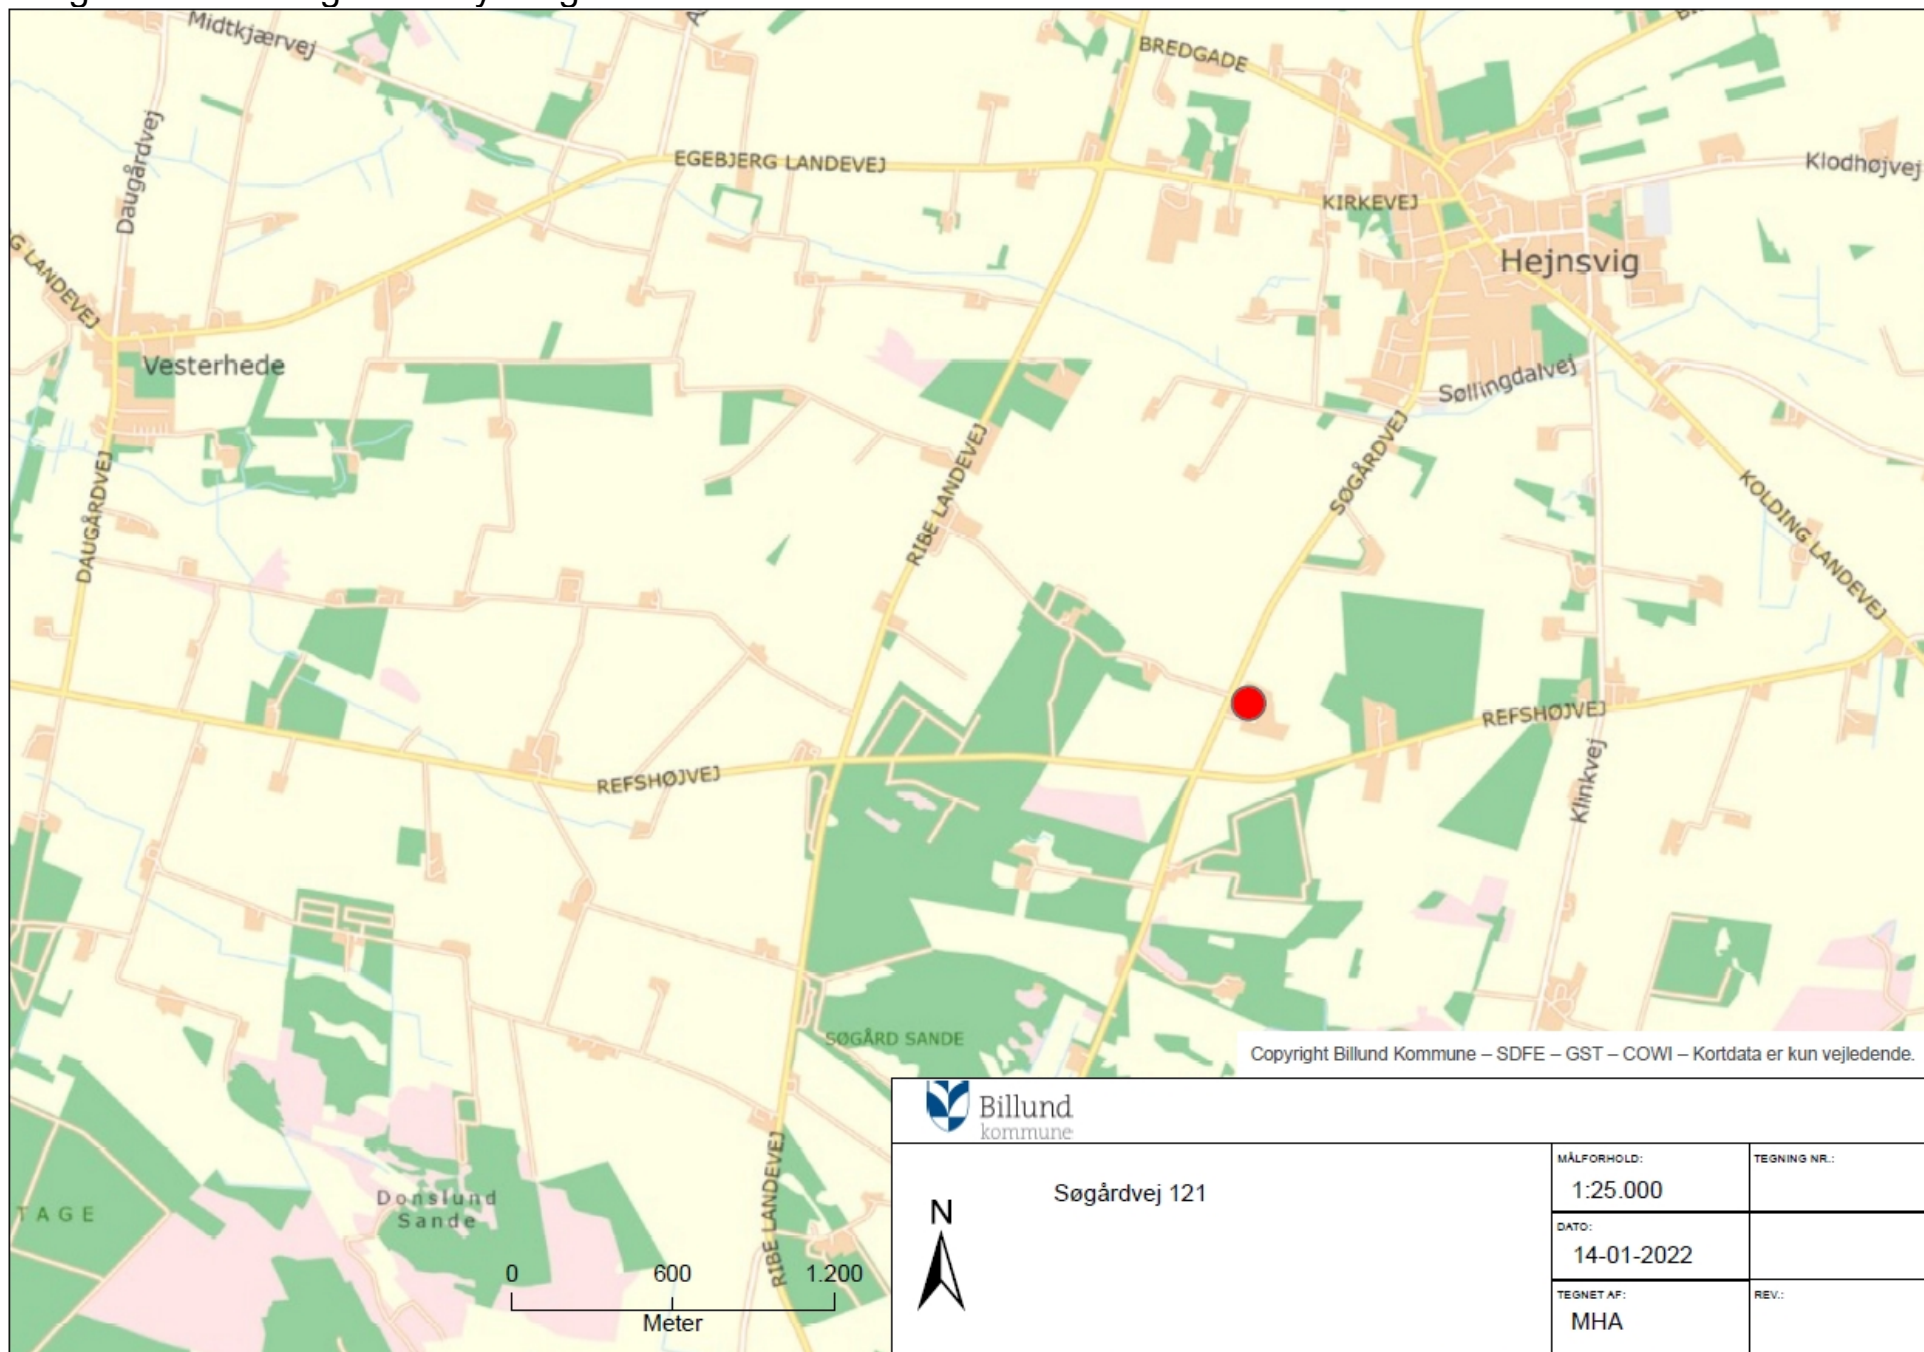 Midtkjærvej
BREDGADE
Daugårdvej
EGEBJERG LANDEVEJ
Klodhøjvej
KIRKEVEJ
G LANDEVEJ
Hejnsvig
Vesterhede
Søllingdalvej
SØGÅRDVEJ
RIBE LANDEVEJ
DAUGÅRDVEJ
KOLDING LANDEVEJ
REFSHØJVEJ
REFSHØJVEJ
Klinkvej
SØGÅRD SANDE
Copyright Billund Kommune – SDFE – GST – COWI – Kortdata er kun vejledende.
Donslund
Sande
TAGE
RIBE LANDEVEJ
0 600 1.200
Meter
Billund
kommune
N
Søgårdvej 121
MÅLFORHOLD:
1:25.000
TEGNING NR.:
DATO:
14-01-2022
TEGNET AF:
MHA
REV.: